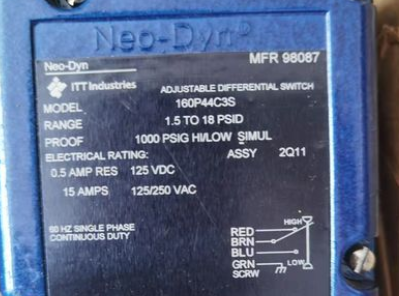 Neo-Dyn®
Neo-Dyn MFR 98087
ITT Industries ADJUSTABLE DIFFERENTIAL SWITCH
MODEL 160P44C3S
RANGE 1.5 TO 18 PSID
PROOF 1000 PSIG HI/LOW SIMUL
ELECTRICAL RATING: ASSY 2Q11
0.5 AMP RES 125 VDC
15 AMPS 125/250 VAC
60 HZ SINGLE PHASE
CONTINUOUS DUTY
HIGH
RED
BRN
BLU
GRN LOW
SCRW